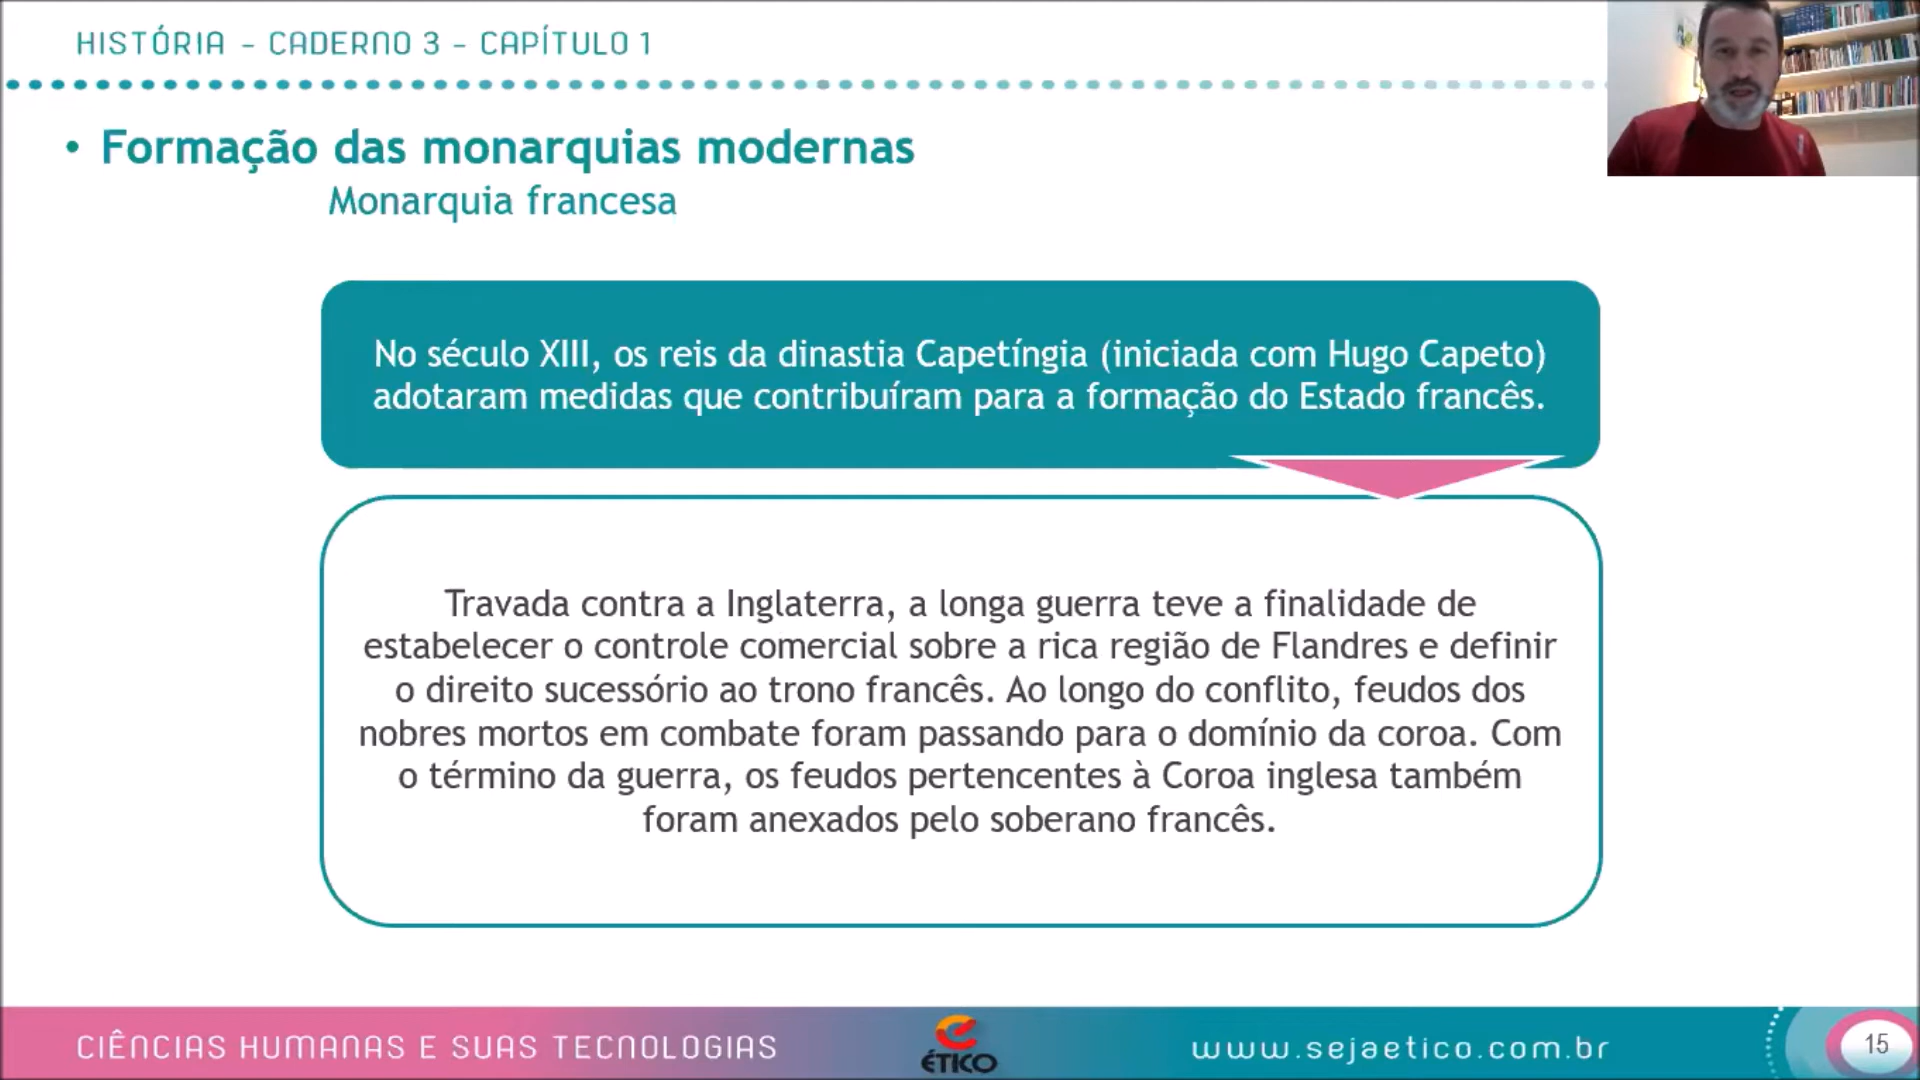 HISTÓRIA - CADERNO 3 - CAPÍTULO 1
• Formação das monarquias modernas
Monarquia francesa
No século XIII, os reis da dinastia Capetíngia (iniciada com Hugo Capeto)
adotaram medidas que contribuíram para a formação do Estado francês.
Travada contra a Inglaterra, a longa guerra teve a finalidade de
estabelecer o controle comercial sobre a rica região de Flandres e definir
o direito sucessório ao trono francês. Ao longo do conflito, feudos dos
nobres mortos em combate foram passando para o domínio da coroa. Com
o término da guerra, os feudos pertencentes à Coroa inglesa também
foram anexados pelo soberano francês.
CIÊNCIAS HUMANAS E SUAS TECNOLOGIAS
ÉTICO
www.sejaetico.com.br
15